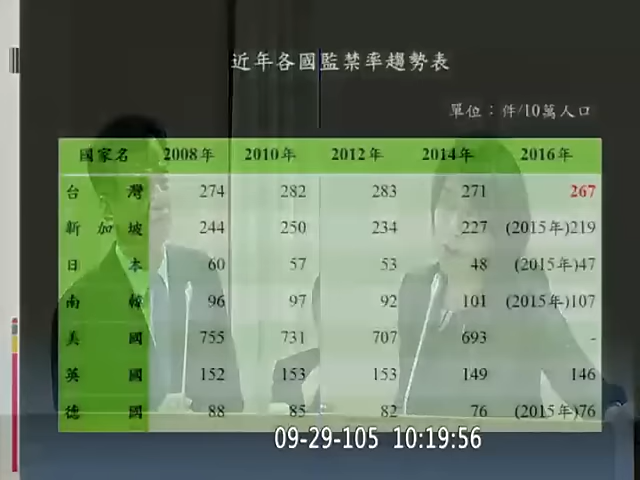 近年各國監禁率趨勢表
單位：件/10萬人口
國家名 2008年 2010年 2012年 2014年 2016年
台灣 274 282 283 271 267
新加坡 244 250 234 227 (2015年)219
日本 60 57 53 48 (2015年)47
南韓 96 97 92 101 (2015年)107
美國 755 731 707 693 -
英國 152 153 153 149 146
德國 88 85 82 76 (2015年)76
09-29-105 10:19:56